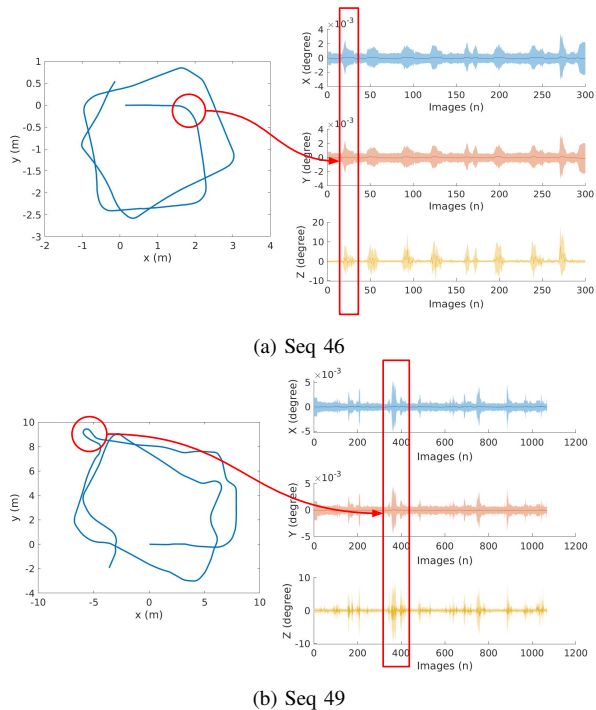 1
0.5
0
-0.5
-1
-1.5
-2
-2.5
-3
y (m)
-2 -1 0 1 2 3 4
x (m)
×10⁻³
4
2
0
-2
-4
X (degree)
0 50 100 150 200 250 300
Images (n)
×10⁻³
4
2
0
-2
-4
Y (degree)
0 50 100 150 200 250 300
Images (n)
20
10
0
-10
Z (degree)
0 50 100 150 200 250 300
Images (n)
(a) Seq 46
10
8
6
4
2
0
-2
-4
y (m)
-10 -5 0 5 10
x (m)
×10⁻³
5
0
-5
X (degree)
0 200 400 600 800 1000 1200
Images (n)
×10⁻³
5
0
-5
Y (degree)
0 200 400 600 800 1000 1200
Images (n)
10
0
-10
Z (degree)
0 200 400 600 800 1000 1200
Images (n)
(b) Seq 49